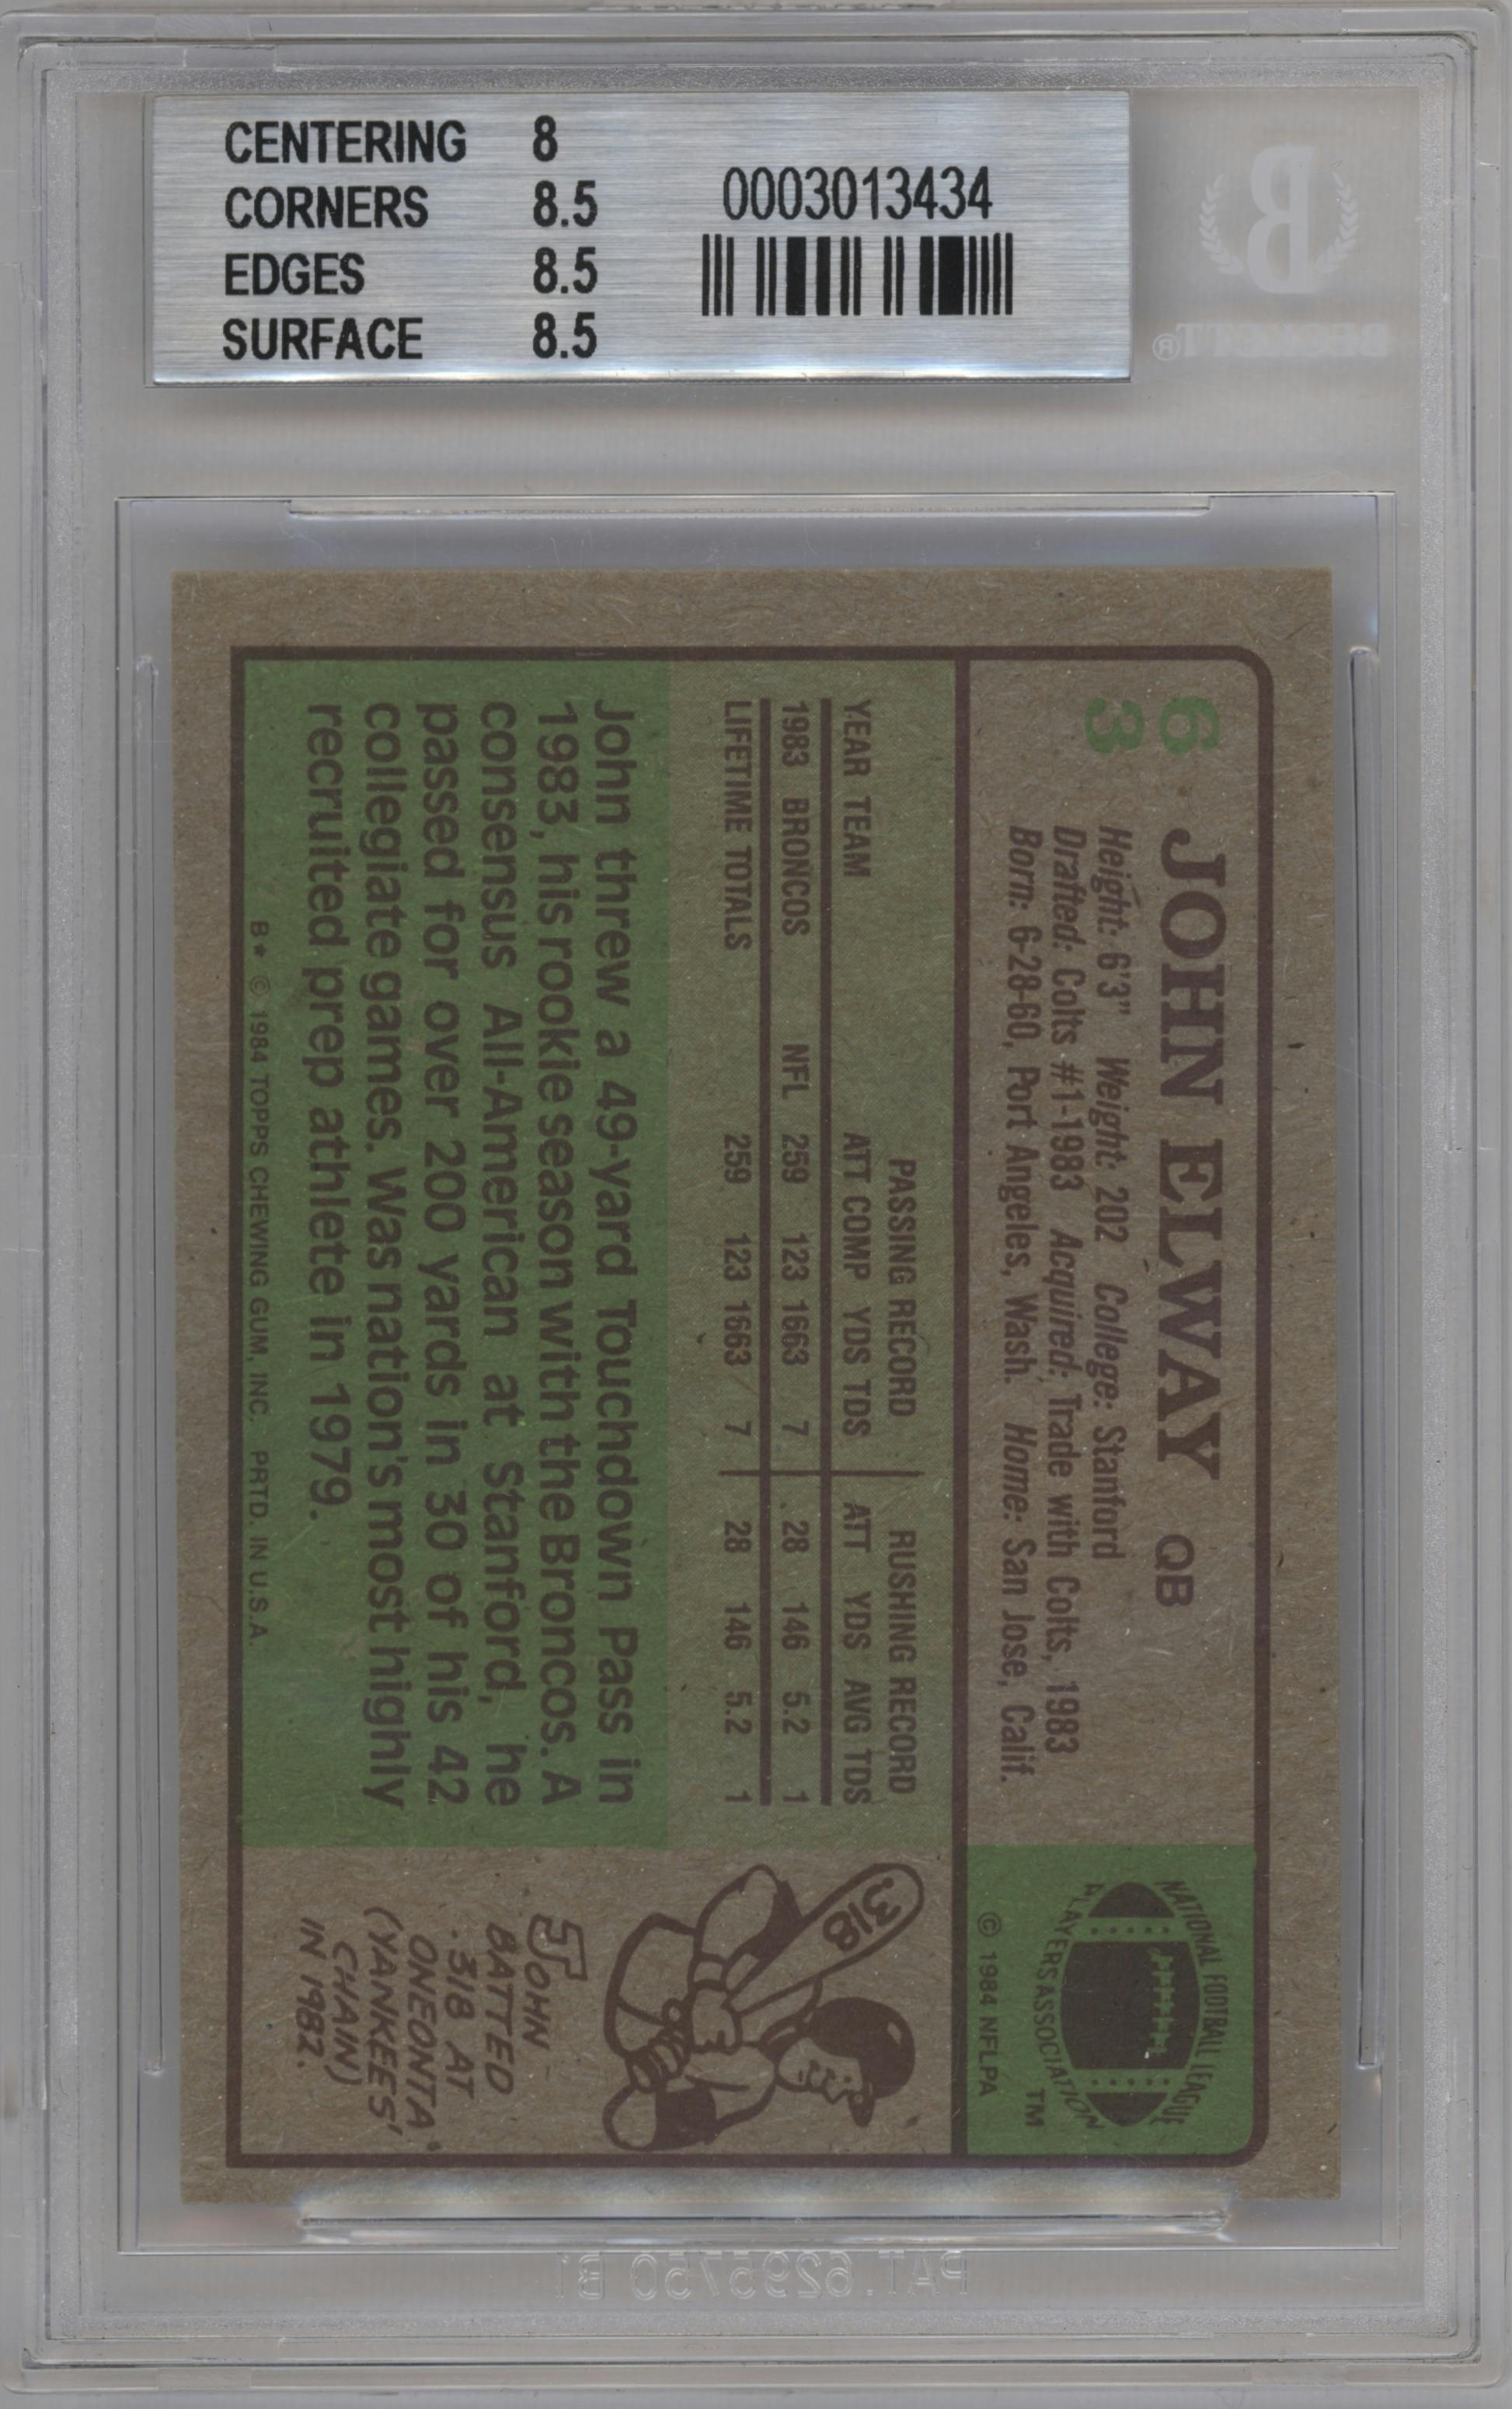 CENTERING 8
CORNERS 8.5
EDGES 8.5
SURFACE 8.5
0003013434
B
BECKETT®
63
JOHN ELWAY QB
Height: 6'3" Weight: 202 College: Stanford
Drafted: Colts #1-1983 Acquired: Trade with Colts, 1983
Born: 6-28-60, Port Angeles, Wash. Home: San Jose, Calif.
NATIONAL FOOTBALL LEAGUE
PLAYERS ASSOCIATION
TM
© 1984 NFLPA
PASSING RECORD RUSHING RECORD
YEAR TEAM ATT COMP YDS TDS ATT YDS AVG TDS
1983 BRONCOS NFL 259 123 1663 7 28 146 5.2 1
LIFETIME TOTALS 259 123 1663 7 28 146 5.2 1
John threw a 49-yard Touchdown Pass in
1983, his rookie season with the Broncos. A
consensus All-American at Stanford, he
passed for over 200 yards in 30 of his 42
collegiate games. Was nation's most highly
recruited prep athlete in 1979.
B* © 1984 TOPPS CHEWING GUM, INC. PRTD. IN U.S.A.
318
JOHN
BATTED
.318 AT
ONEONTA
(YANKEES'
CHAIN)
IN 1982.
PAT. 6295750 B1